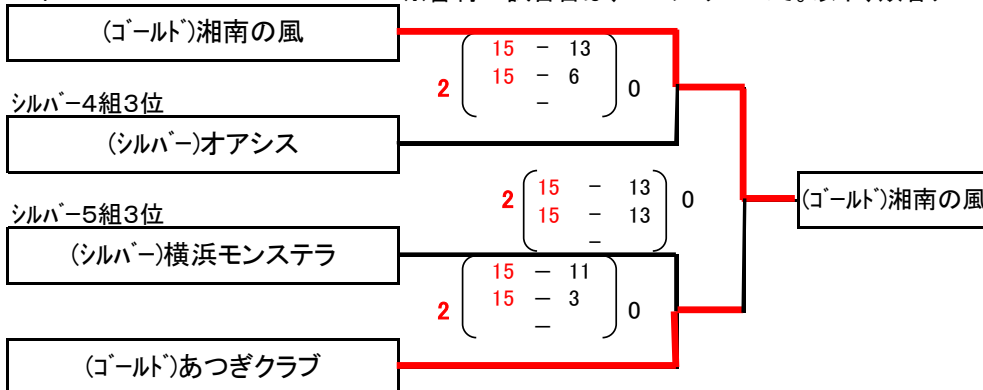 (ゴールド)湘南の風
15 - 13
2 15 - 6 0
-
シルバー4組3位
(シルバー)オアシス
2 15 - 13 0
15 - 13
-
(ゴールド)湘南の風
シルバー5組3位
(シルバー)横浜モンステラ
15 - 11
2 15 - 3 0
-
(ゴールド)あつぎクラブ